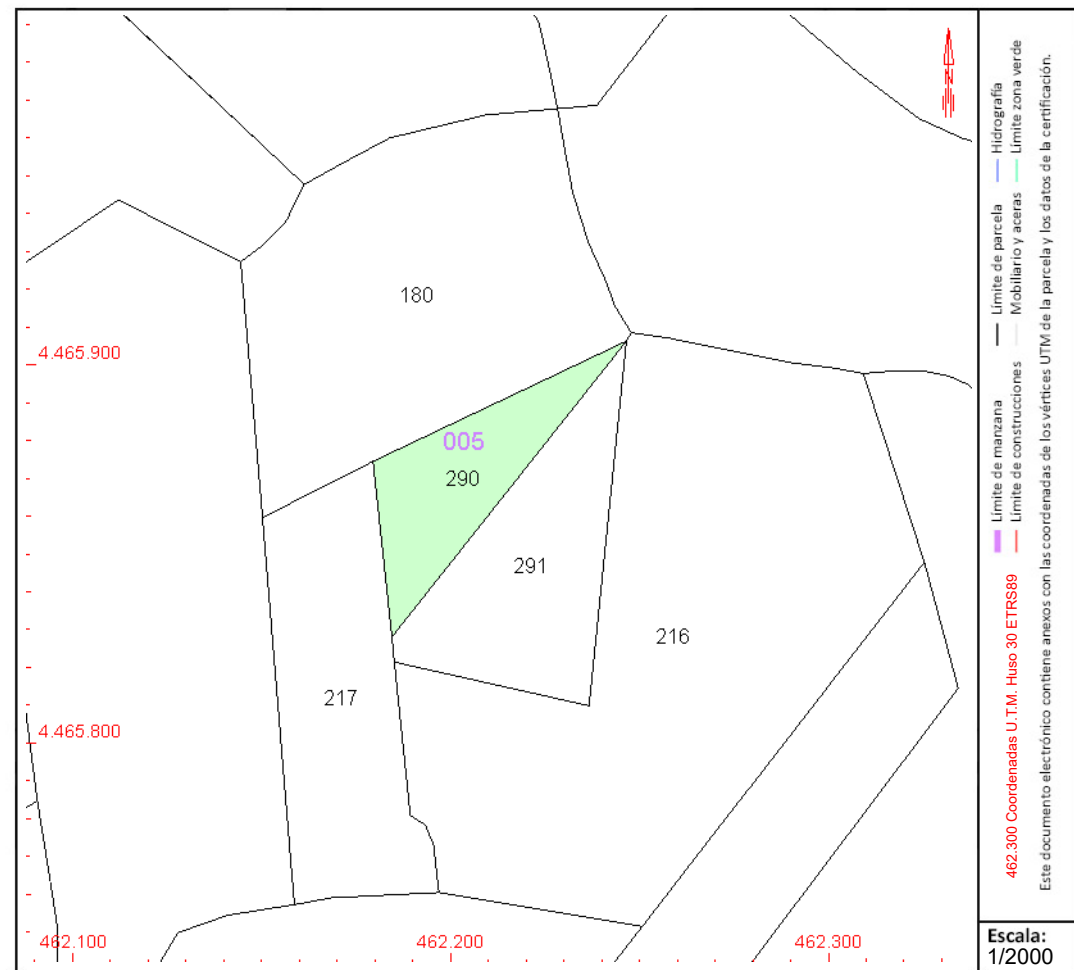 180
4.465.900
005
290
291
216
217
4.465.800
462.100
462.200
462.300
N
462.300 Coordenadas U.T.M. Huso 30 ETRS89
Límite de manzana
Límite de parcela
Hidrografía
Límite de construcciones
Mobiliario y aceras
Límite zona verde
Este documento electrónico contiene anexos con las coordenadas de los vértices UTM de la parcela y los datos de la certificación.
Escala:
1/2000